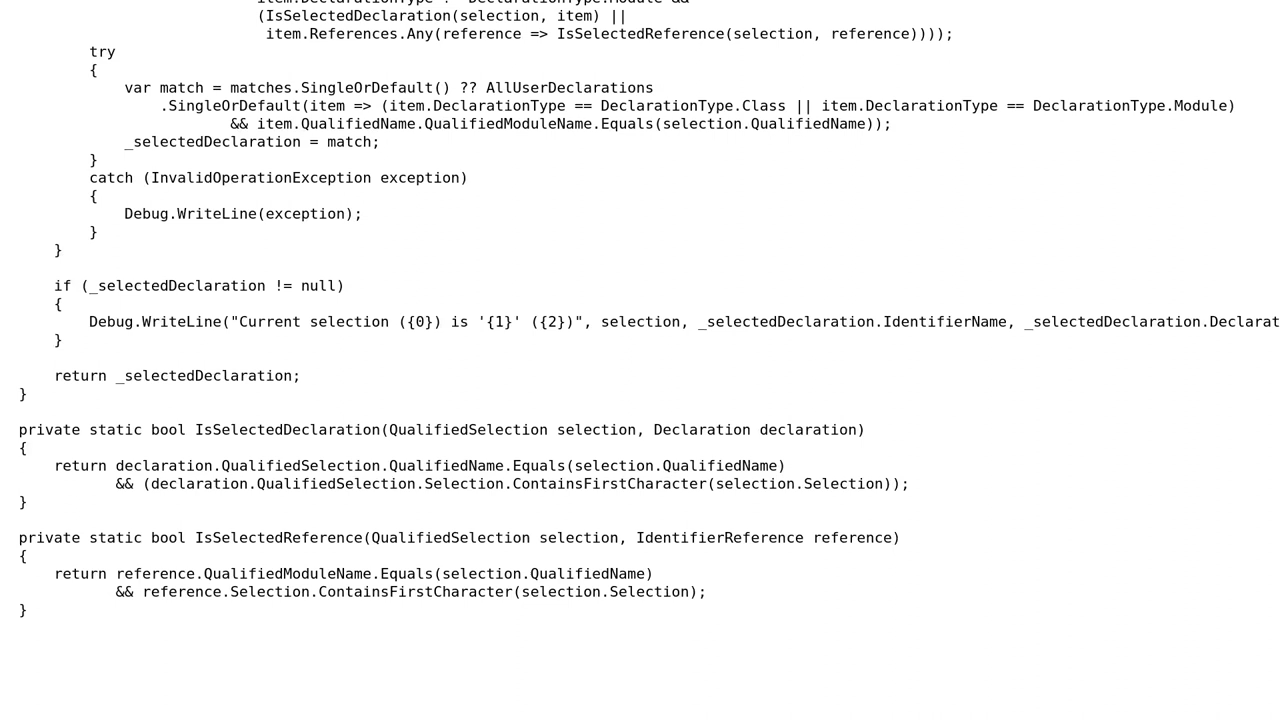 item.DeclarationType != DeclarationType.Module &&
(IsSelectedDeclaration(selection, item) ||
item.References.Any(reference => IsSelectedReference(selection, reference))));
try
{
var match = matches.SingleOrDefault() ?? AllUserDeclarations
.SingleOrDefault(item => (item.DeclarationType == DeclarationType.Class || item.DeclarationType == DeclarationType.Module)
&& item.QualifiedName.QualifiedModuleName.Equals(selection.QualifiedName));
_selectedDeclaration = match;
}
catch (InvalidOperationException exception)
{
Debug.WriteLine(exception);
}
}
if (_selectedDeclaration != null)
{
Debug.WriteLine("Current selection ({0}) is '{1}' ({2})", selection, _selectedDeclaration.IdentifierName, _selectedDeclaration.Declarat
}
return _selectedDeclaration;
}
private static bool IsSelectedDeclaration(QualifiedSelection selection, Declaration declaration)
{
return declaration.QualifiedSelection.QualifiedName.Equals(selection.QualifiedName)
&& (declaration.QualifiedSelection.Selection.ContainsFirstCharacter(selection.Selection));
}
private static bool IsSelectedReference(QualifiedSelection selection, IdentifierReference reference)
{
return reference.QualifiedModuleName.Equals(selection.QualifiedName)
&& reference.Selection.ContainsFirstCharacter(selection.Selection);
}